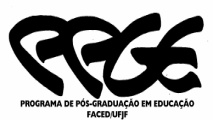 PPGE
PROGRAMA DE PÓS-GRADUAÇÃO EM EDUCAÇÃO
FACED/UFJF